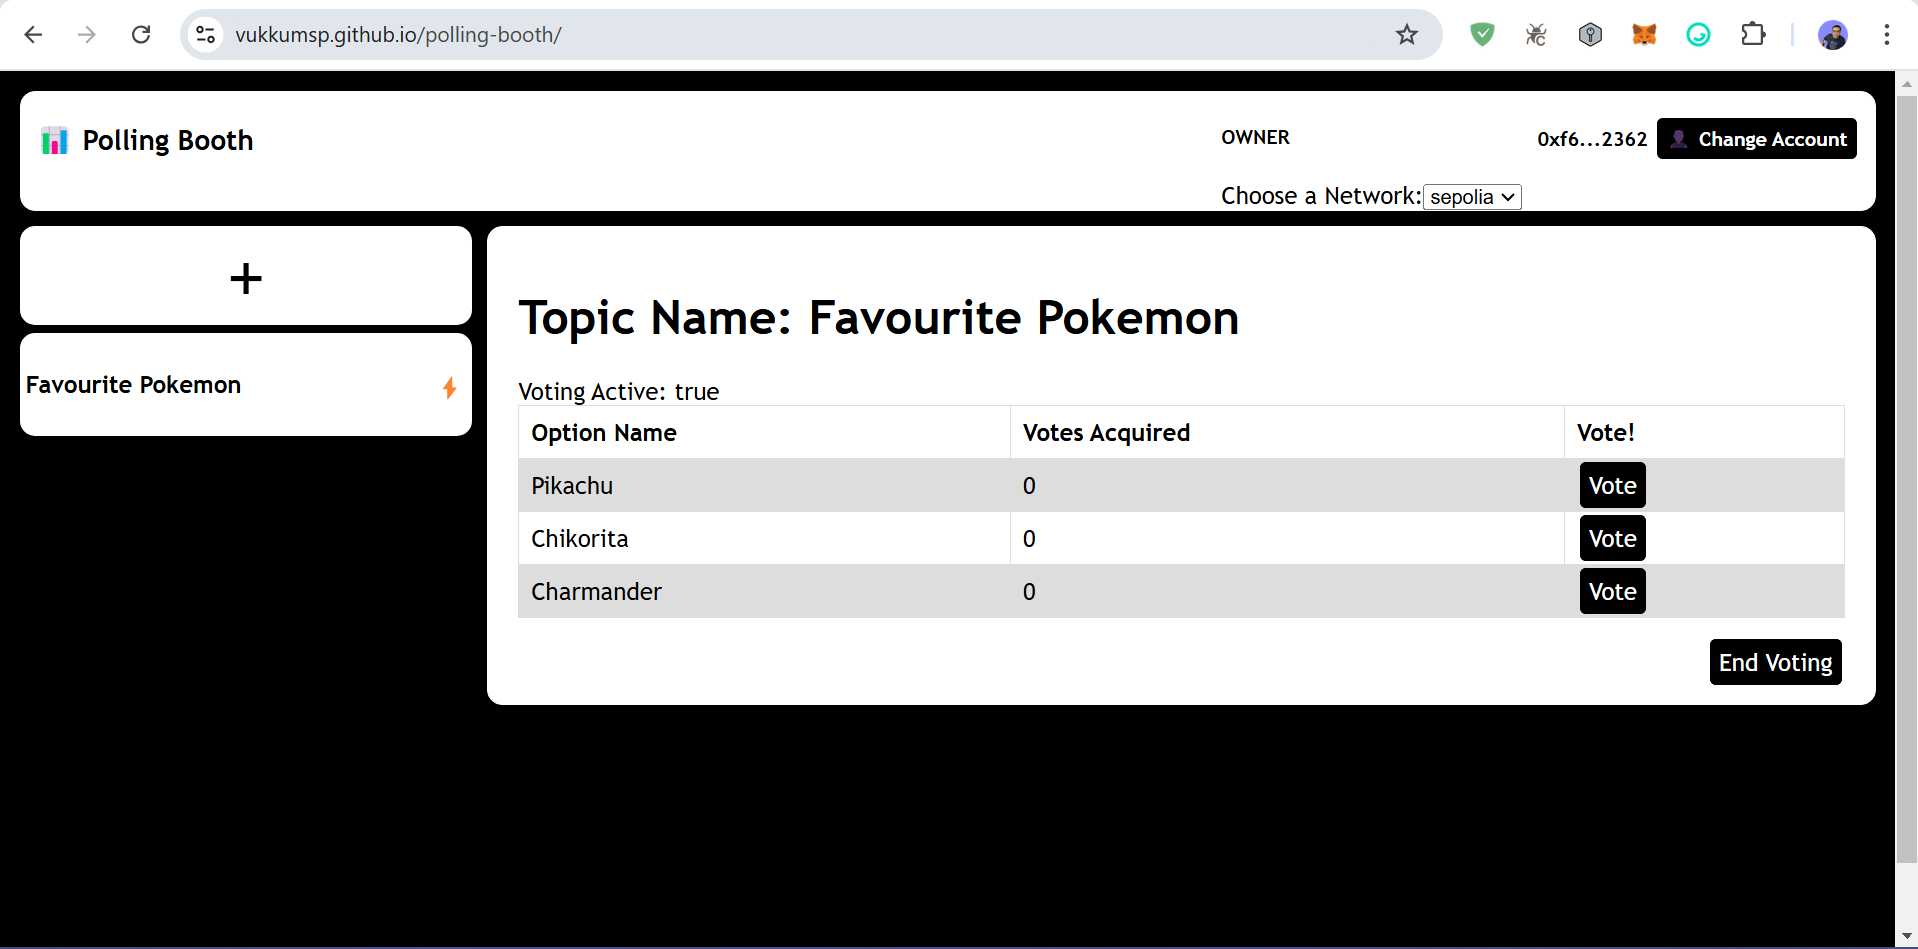 vukkumsp.github.io/polling-booth/
Polling Booth
OWNER
0xf6...2362
Change Account
Choose a Network: sepolia
+
Favourite Pokemon
Topic Name: Favourite Pokemon
Voting Active: true
Option Name Votes Acquired Vote!
Pikachu 0 Vote
Chikorita 0 Vote
Charmander 0 Vote
End Voting